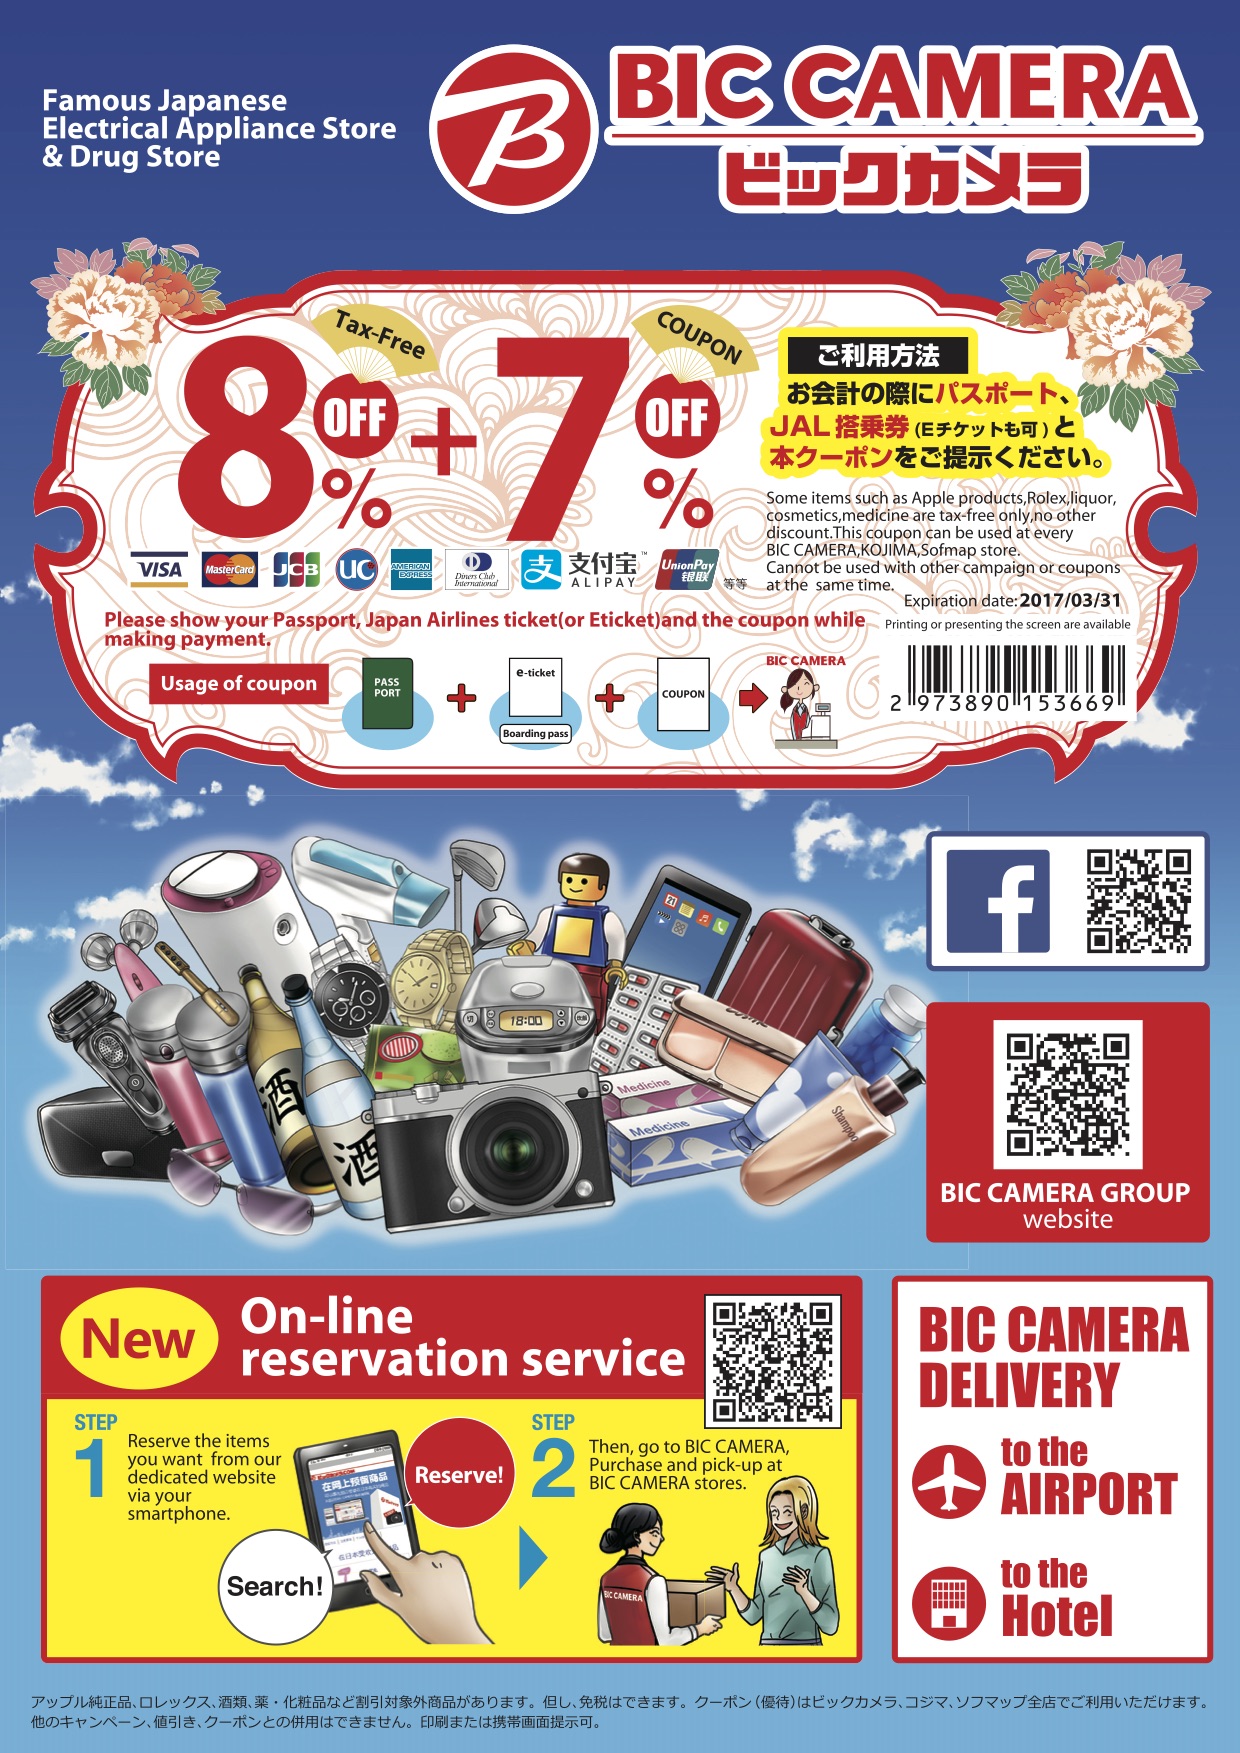 Famous Japanese
Electrical Appliance Store
& Drug Store
B
BIC CAMERA
ビックカメラ
8% OFF Tax-Free + 7% OFF COUPON
ご利用方法
お会計の際にパスポート、
JAL搭乗券(Eチケットも可)と
本クーポンをご提示ください。
Some items such as Apple products,Rolex,liquor,
cosmetics,medicine are tax-free only,no other
discount.This coupon can be used at every
BIC CAMERA,KOJIMA,Sofmap store.
Cannot be used with other campaign or coupons
at the same time.
Expiration date:2017/03/31
Printing or presenting the screen are available
VISA MasterCard JCB UC AMERICAN EXPRESS Diners Club International 支 支付宝™ ALIPAY UnionPay 银联 等等
Please show your Passport, Japan Airlines ticket(or Eticket)and the coupon while
making payment.
Usage of coupon
PASS
PORT
+
e-ticket
Boarding pass
+
COUPON
BIC CAMERA
2 973890 153669
f
18:00
切
炊飯
21
酒
酒
Medicine
Medicine
Shampoo
BIC CAMERA GROUP
website
New
On-line
reservation service
STEP
1
Reserve the items
you want from our
dedicated website
via your
smartphone.
Search!
Reserve!
在网上预留商品
STEP
2
Then, go to BIC CAMERA,
Purchase and pick-up at
BIC CAMERA stores.
BIC CAMERA
BIC CAMERA
DELIVERY
to the
AIRPORT
to the
Hotel
アップル純正品、ロレックス、酒類、薬・化粧品など割引対象外商品があります。但し、免税はできます。クーポン(優待)はビックカメラ、コジマ、ソフマップ全店でご利用いただけます。
他のキャンペーン、値引き、クーポンとの併用はできません。印刷または携帯画面提示可。